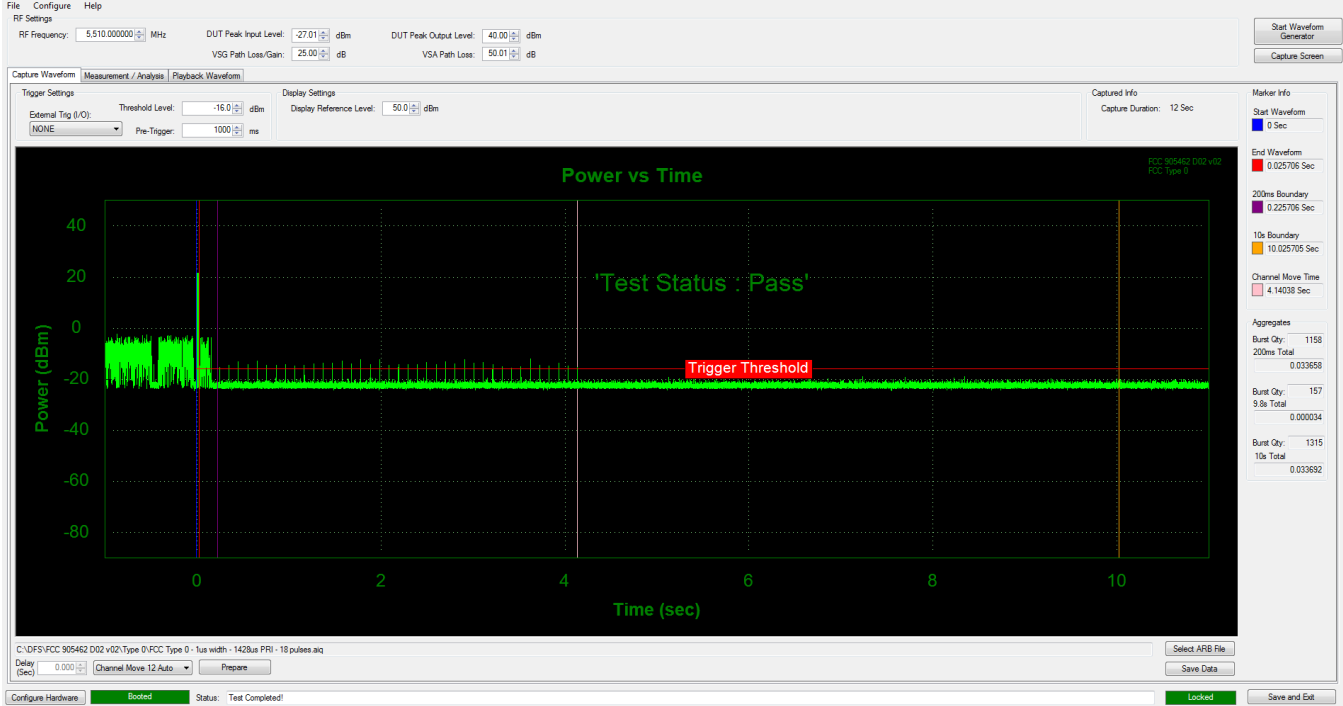 File Configure Help
RF Settings
RF Frequency: 5,510.000000 MHz DUT Peak Input Level: -27.01 dBm DUT Peak Output Level: 40.00 dBm
VSG Path Loss/Gain: 25.00 dB VSA Path Loss: 50.01 dB
Start Waveform Generator
Capture Screen
Capture Waveform Measurement / Analysis Playback Waveform
Trigger Settings
External Trig (I/O):
NONE
Threshold Level: -16.0 dBm
Pre-Trigger: 1000 ms
Display Settings
Display Reference Level: 50.0 dBm
Captured Info
Capture Duration: 12 Sec
Marker Info
Start Waveform
0 Sec
End Waveform
0.025706 Sec
200ms Boundary
0.225706 Sec
10s Boundary
10.025705 Sec
Channel Move Time
4.14038 Sec
Aggregates
Burst Qty: 1158
200ms Total
0.033658
Burst Qty: 157
9.8s Total
0.000034
Burst Qty: 1315
10s Total
0.033692
Power vs Time
FCC 905462 D02 v02
FCC Type 0
'Test Status : Pass'
Trigger Threshold
Power (dBm)
40
20
0
-20
-40
-60
-80
0 2 4 6 8 10
Time (sec)
C:\DFS\FCC 905462 D02 v02\Type 0\FCC Type 0 - 1us width - 1428us PRI - 18 pulses.aiq
Select ARB File
Delay (Sec) 0.000 Channel Move 12 Auto Prepare
Save Data
Configure Hardware Booted Status: Test Completed! Locked Save and Exit